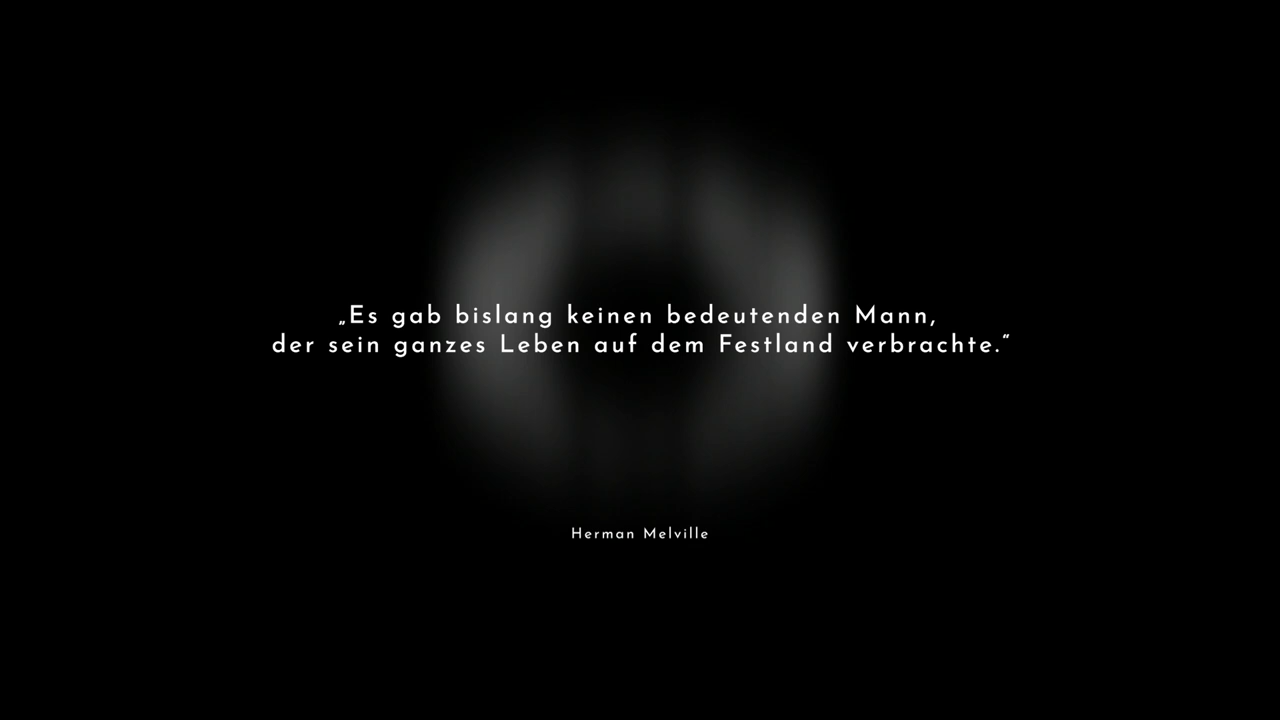 „Es gab bislang keinen bedeutenden Mann,
der sein ganzes Leben auf dem Festland verbrachte.“
Herman Melville